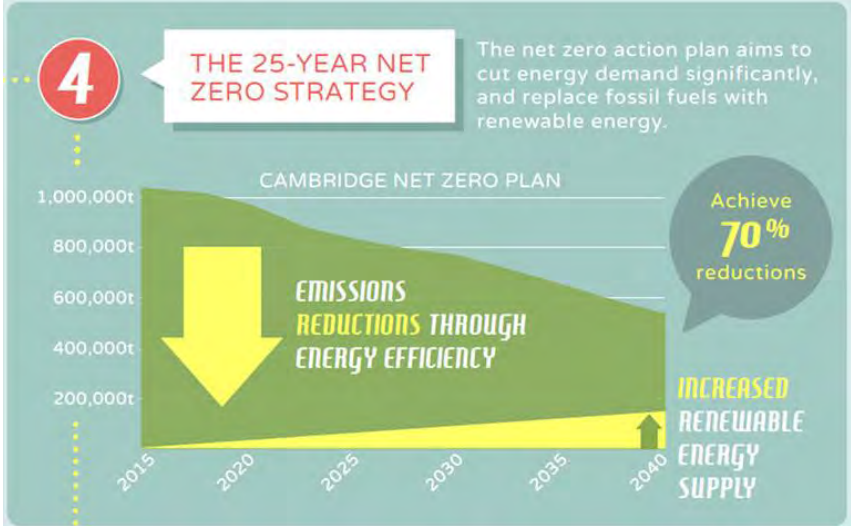 4
THE 25-YEAR NET
ZERO STRATEGY
The net zero action plan aims to
cut energy demand significantly,
and replace fossil fuels with
renewable energy.
CAMBRIDGE NET ZERO PLAN
1,000,000t
800,000t
600,000t
400,000t
200,000t
EMISSIONS
REDUCTIONS THROUGH
ENERGY EFFICIENCY
Achieve
70%
reductions
INCREASED
RENEWABLE
ENERGY
SUPPLY
2015
2020
2025
2030
2035
2040